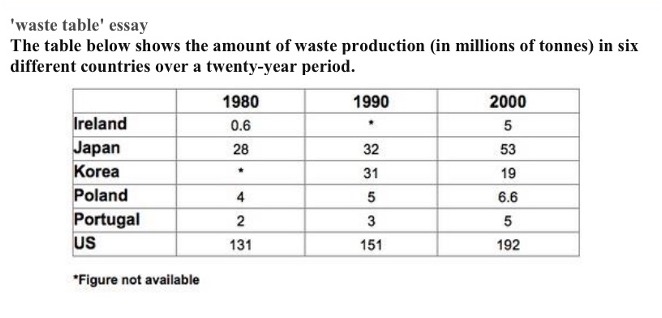 'waste table' essay
The table below shows the amount of waste production (in millions of tonnes) in six
different countries over a twenty-year period.
1980 1990 2000
Ireland 0.6 * 5
Japan 28 32 53
Korea * 31 19
Poland 4 5 6.6
Portugal 2 3 5
US 131 151 192
*Figure not available